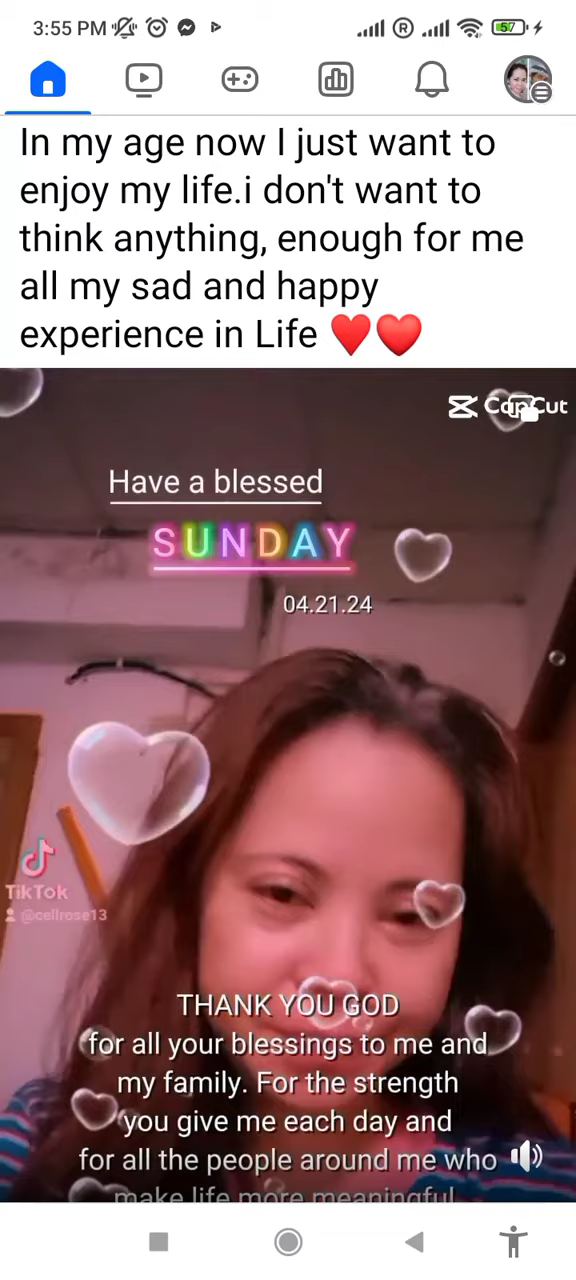 3:55 PM
R
57
In my age now I just want to
enjoy my life.i don't want to
think anything, enough for me
all my sad and happy
experience in Life
CapCut
Have a blessed
SUNDAY
04.21.24
TikTok
@cellrose13
THANK YOU GOD
for all your blessings to me and
my family. For the strength
you give me each day and
for all the people around me who
make life more meaningful